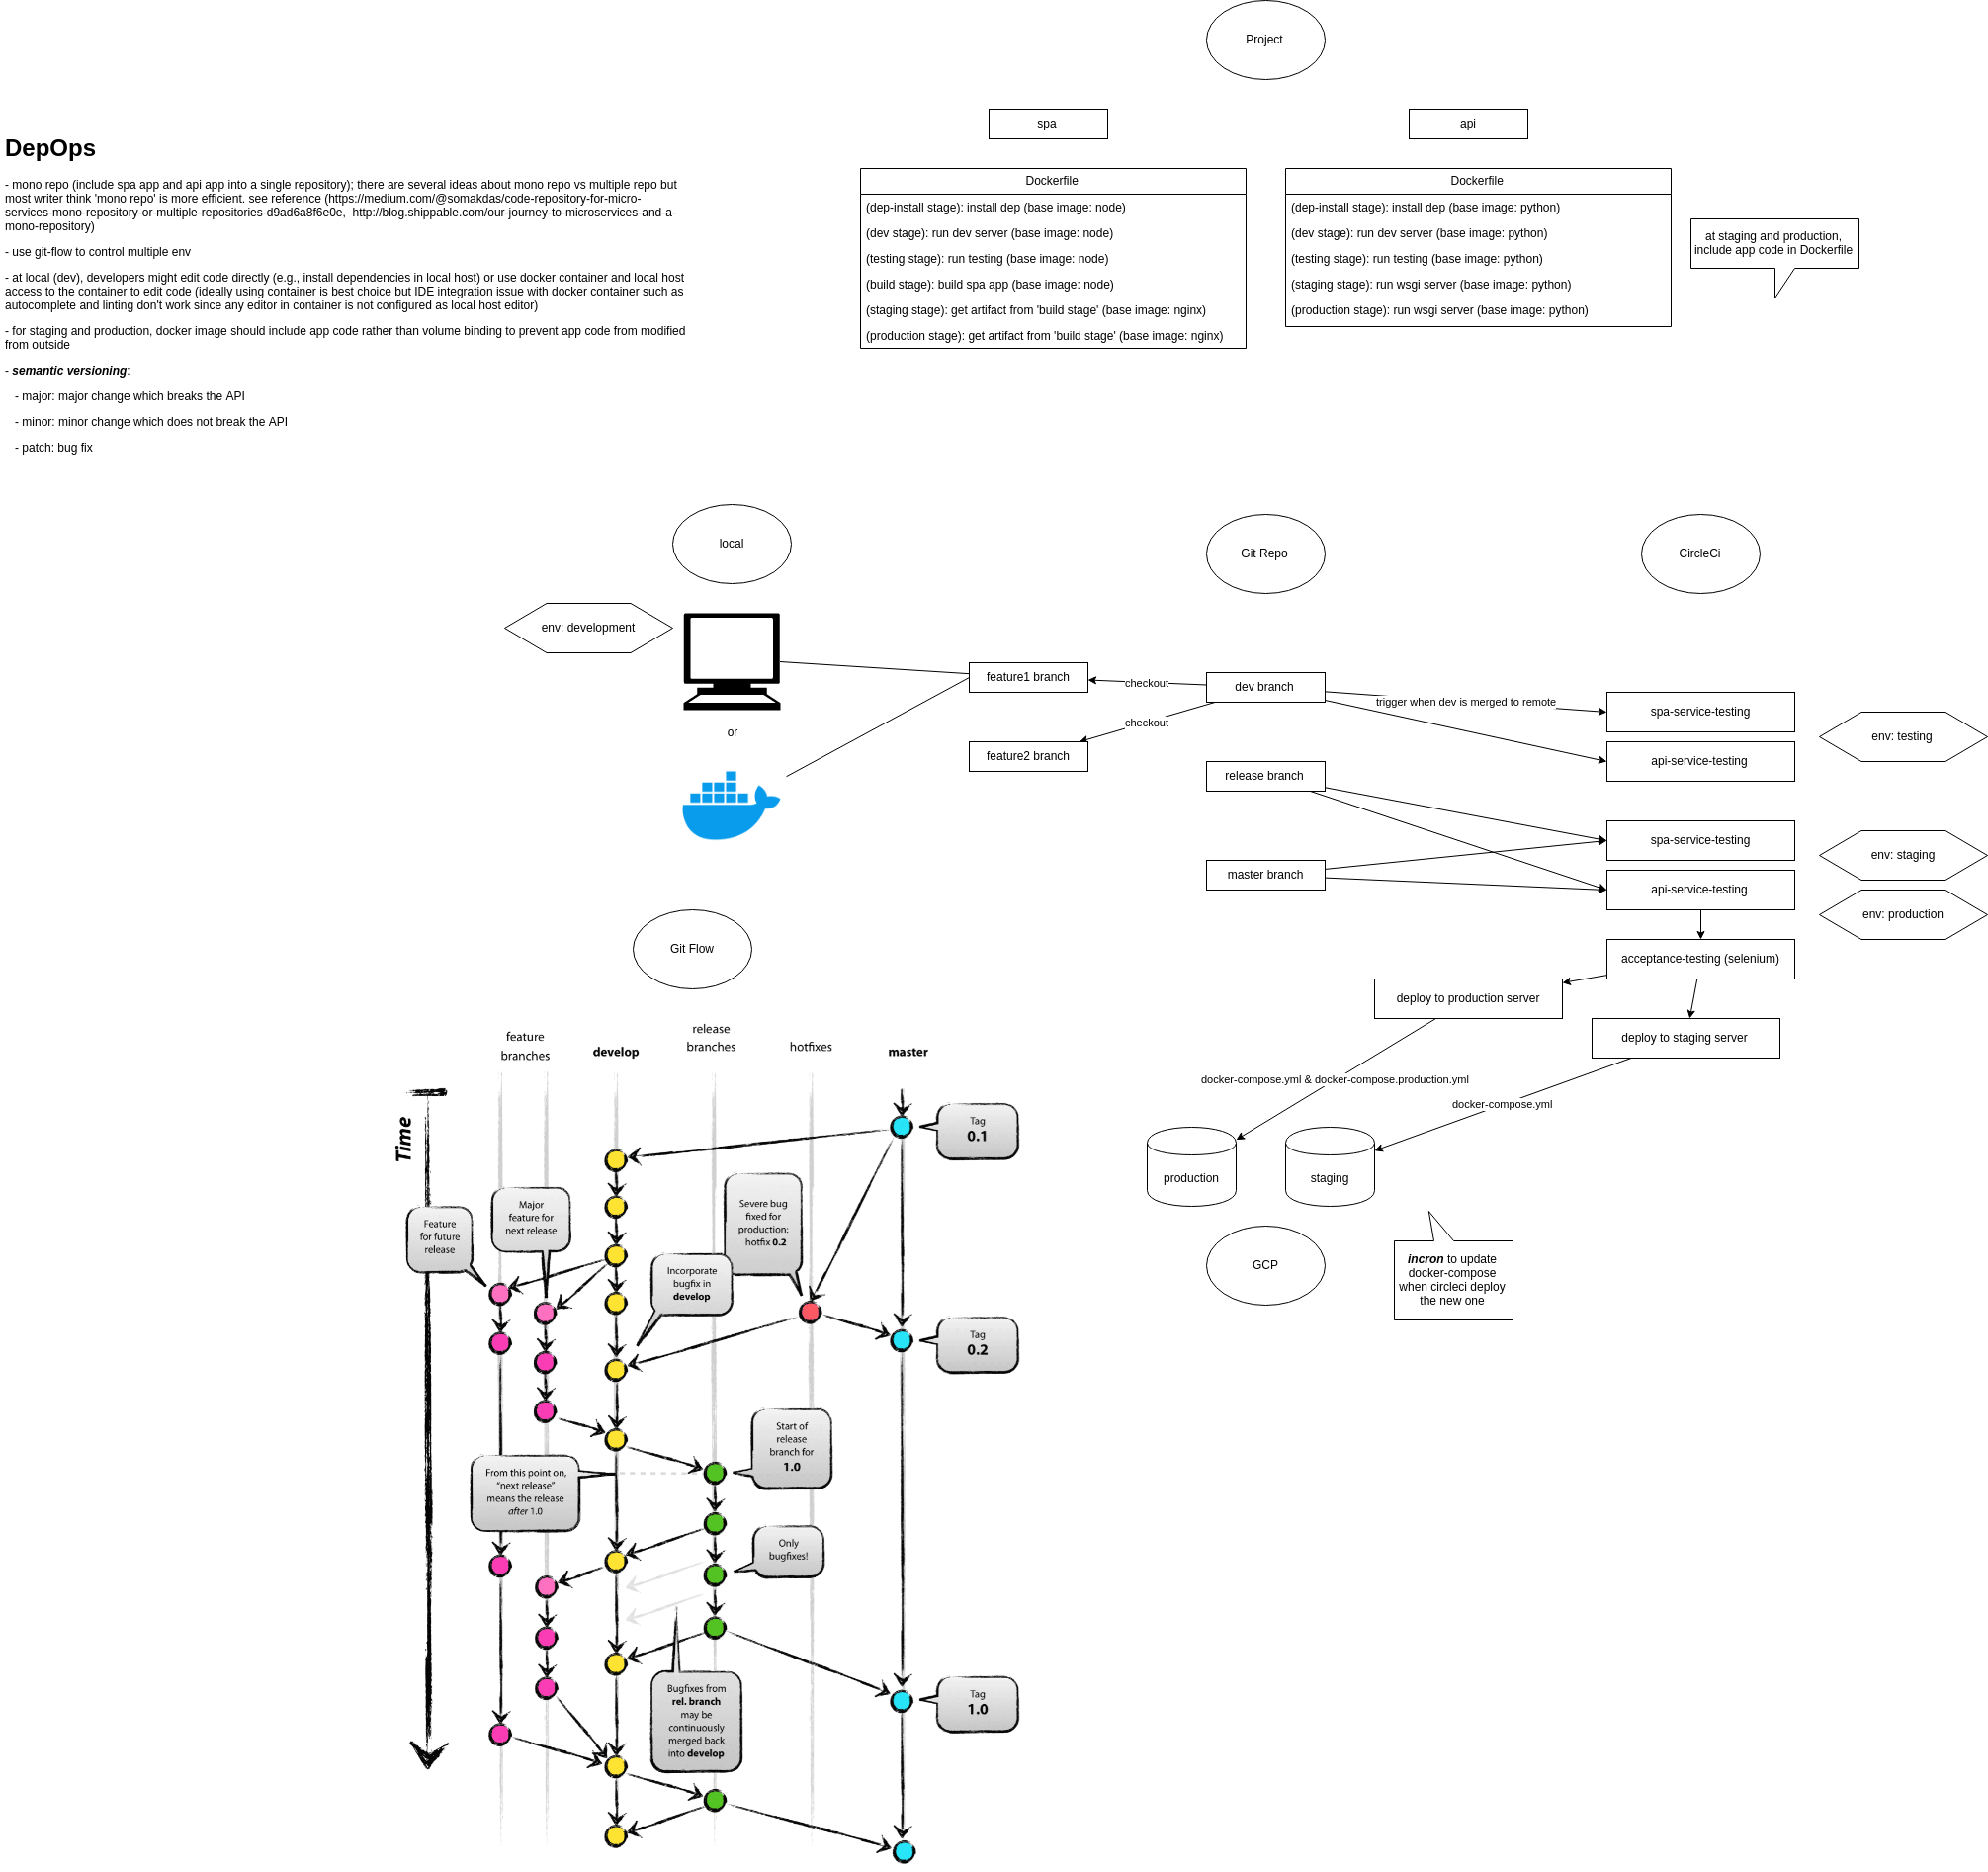 Project
spa
api
DepOps
- mono repo (include spa app and api app into a single repository); there are several ideas about mono repo vs multiple repo but
most writer think 'mono repo' is more efficient. see reference (https://medium.com/@somakdas/code-repository-for-micro-
services-mono-repository-or-multiple-repositories-d9ad6a8f6e0e,  http://blog.shippable.com/our-journey-to-microservices-and-a-
mono-repository)
- use git-flow to control multiple env
- at local (dev), developers might edit code directly (e.g., install dependencies in local host) or use docker container and local host
access to the container to edit code (ideally using container is best choice but IDE integration issue with docker container such as
autocomplete and linting don't work since any editor in container is not configured as local host editor)
- for staging and production, docker image should include app code rather than volume binding to prevent app code from modified
from outside
- semantic versioning:
- major: major change which breaks the API
- minor: minor change which does not break the API
- patch: bug fix
Dockerfile
(dep-install stage): install dep (base image: node)
(dev stage): run dev server (base image: node)
(testing stage): run testing (base image: node)
(build stage): build spa app (base image: node)
(staging stage): get artifact from 'build stage' (base image: nginx)
(production stage): get artifact from 'build stage' (base image: nginx)
Dockerfile
(dep-install stage): install dep (base image: python)
(dev stage): run dev server (base image: python)
(testing stage): run testing (base image: python)
(staging stage): run wsgi server (base image: python)
(production stage): run wsgi server (base image: python)
at staging and production,
include app code in Dockerfile
local
Git Repo
CircleCi
env: development
or
feature1 branch
feature2 branch
checkout
checkout
dev branch
release branch
master branch
trigger when dev is merged to remote
spa-service-testing
api-service-testing
env: testing
spa-service-testing
api-service-testing
env: staging
env: production
acceptance-testing (selenium)
deploy to production server
deploy to staging server
docker-compose.yml & docker-compose.production.yml
docker-compose.yml
production
staging
GCP
incron to update
docker-compose
when circleci deploy
the new one
Git Flow
feature
branches
develop
release
branches
hotfixes
master
Time
Tag
0.1
Feature
for future
release
Major
feature for
next release
Severe bug
fixed for
production:
hotfix 0.2
Incorporate
bugfix in
develop
Tag
0.2
Start of
release
branch for
1.0
From this point on,
“next release”
means the release
after 1.0
Only
bugfixes!
Bugfixes from
rel. branch
may be
continuously
merged back
into develop
Tag
1.0